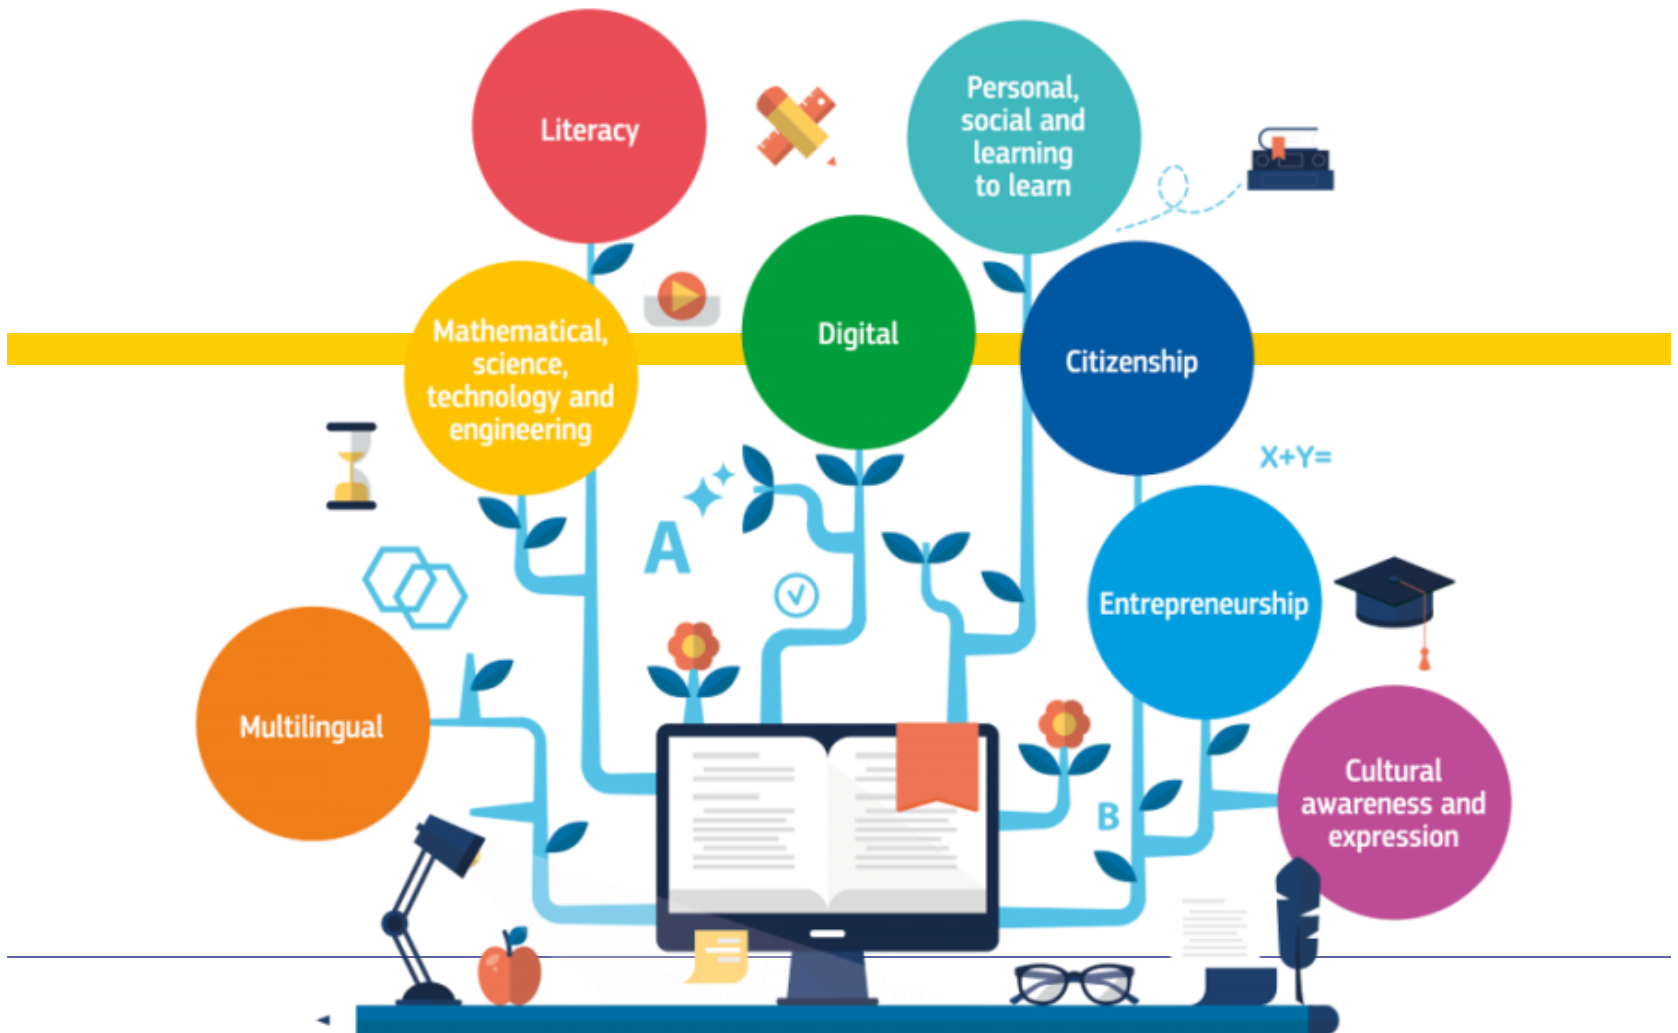 Literacy
Personal,
social and
learning
to learn
Mathematical,
science,
technology and
engineering
Digital
Citizenship
X+Y=
A
Entrepreneurship
Multilingual
B
Cultural
awareness and
expression